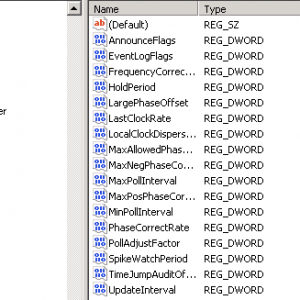 Name Type
(Default) REG_SZ
AnnounceFlags REG_DWORD
EventLogFlags REG_DWORD
FrequencyCorrec... REG_DWORD
HoldPeriod REG_DWORD
LargePhaseOffset REG_DWORD
LastClockRate REG_DWORD
er LocalClockDispers... REG_DWORD
MaxAllowedPhas... REG_DWORD
MaxNegPhaseCo... REG_DWORD
MaxPollInterval REG_DWORD
MaxPosPhaseCor... REG_DWORD
MinPollInterval REG_DWORD
PhaseCorrectRate REG_DWORD
PollAdjustFactor REG_DWORD
SpikeWatchPeriod REG_DWORD
TimeJumpAuditOf... REG_DWORD
UpdateInterval REG_DWORD